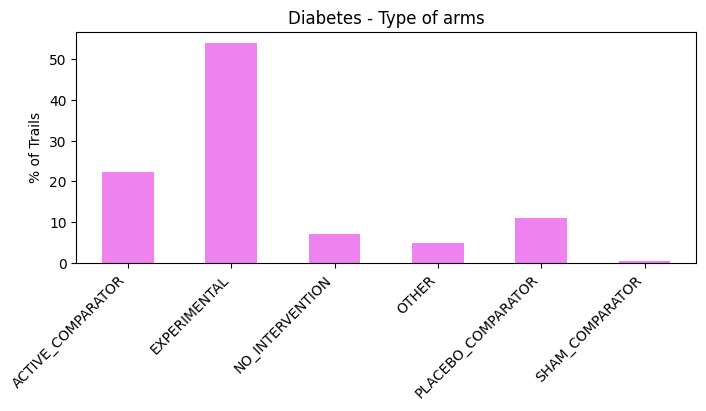 Diabetes - Type of arms
% of Trails
50
40
30
20
10
0
ACTIVE_COMPARATOR
EXPERIMENTAL
NO_INTERVENTION
OTHER
PLACEBO_COMPARATOR
SHAM_COMPARATOR